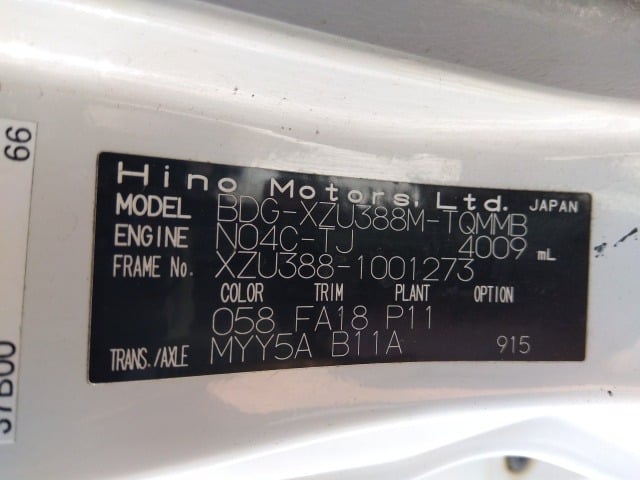 Hino Motors, Ltd. JAPAN
MODEL BDG-XZU388M-TQMMB
ENGINE N04C-TJ 4009 mL
FRAME No. XZU388-1001273
COLOR TRIM PLANT OPTION
058 FA18 P11
TRANS./AXLE MYY5A B11A 915
66